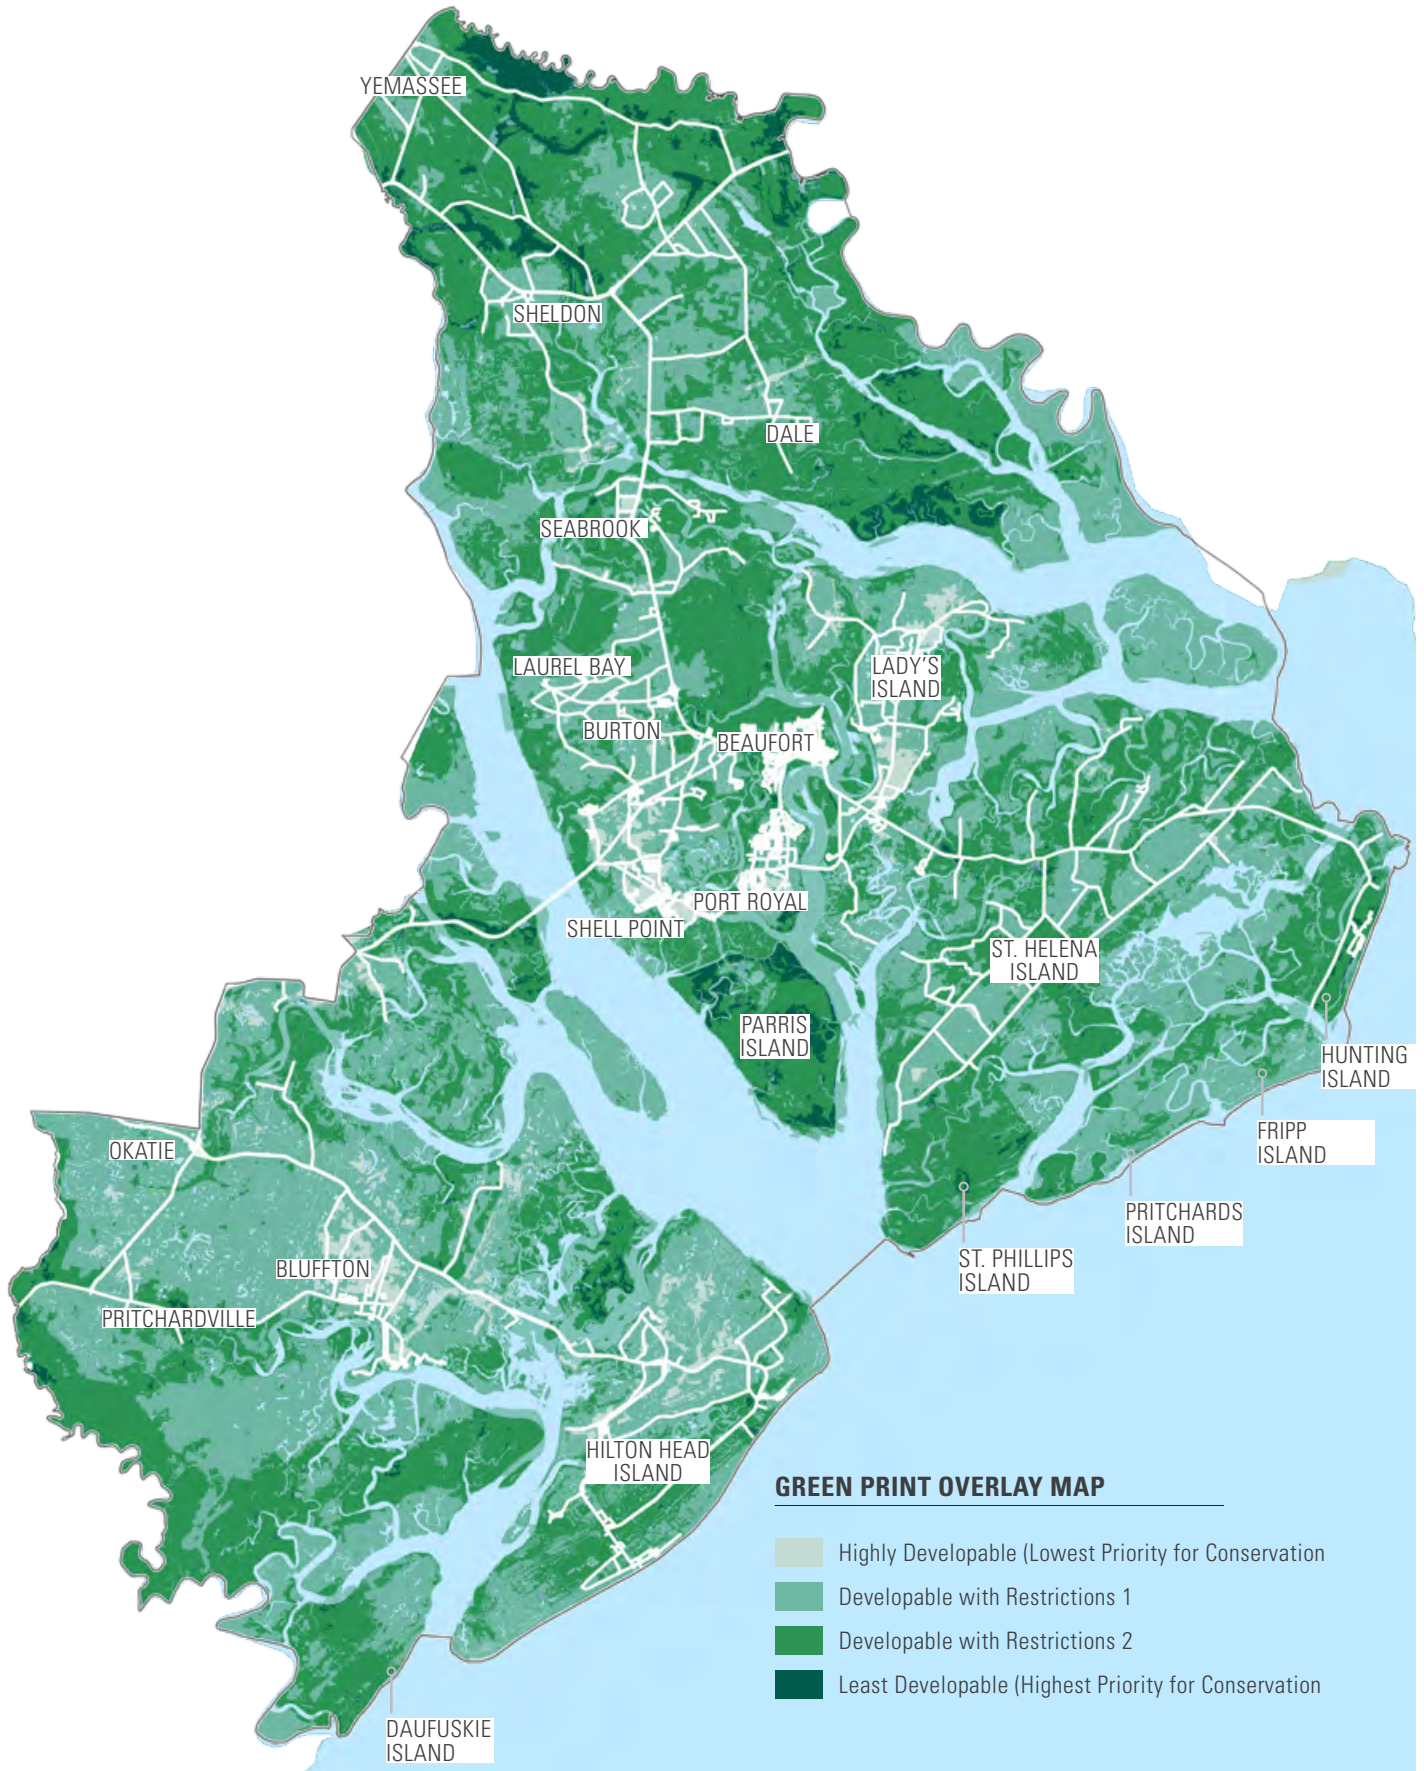 YEMASSEE
SHELDON
DALE
SEABROOK
LAUREL BAY
LADY'S
ISLAND
BURTON
BEAUFORT
PORT ROYAL
SHELL POINT
ST. HELENA
ISLAND
PARRIS
ISLAND
HUNTING
ISLAND
FRIPP
ISLAND
OKATIE
PRITCHARDS
ISLAND
ST. PHILLIPS
ISLAND
BLUFFTON
PRITCHARDVILLE
HILTON HEAD
ISLAND
GREEN PRINT OVERLAY MAP
Highly Developable (Lowest Priority for Conservation
Developable with Restrictions 1
Developable with Restrictions 2
Least Developable (Highest Priority for Conservation
DAUFUSKIE
ISLAND